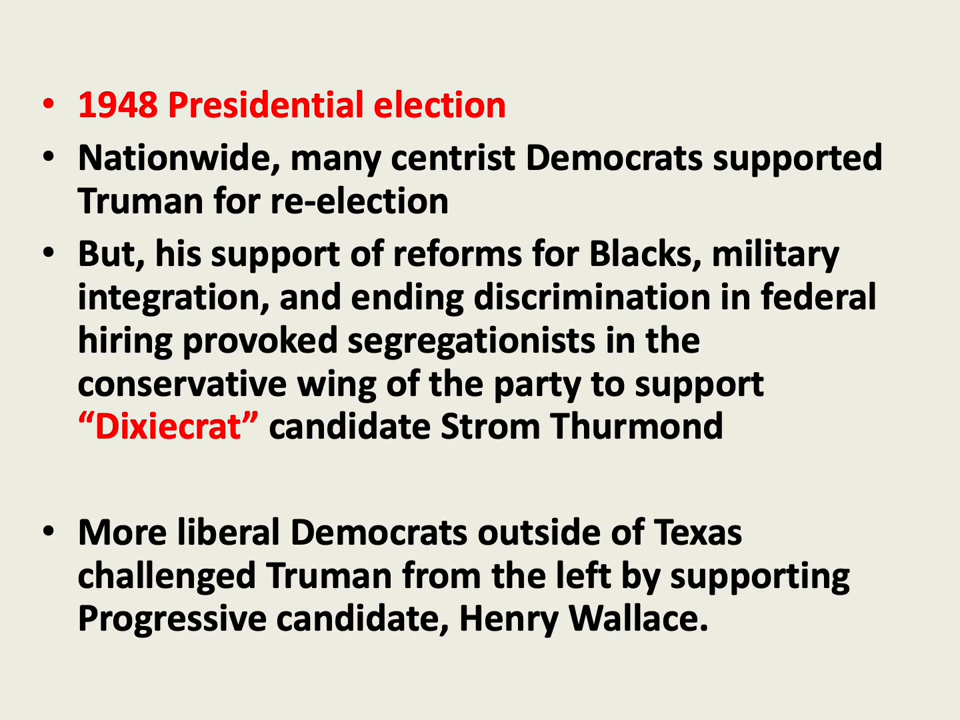 • 1948 Presidential election
• Nationwide, many centrist Democrats supported
Truman for re-election
• But, his support of reforms for Blacks, military
integration, and ending discrimination in federal
hiring provoked segregationists in the
conservative wing of the party to support
“Dixiecrat” candidate Strom Thurmond
• More liberal Democrats outside of Texas
challenged Truman from the left by supporting
Progressive candidate, Henry Wallace.